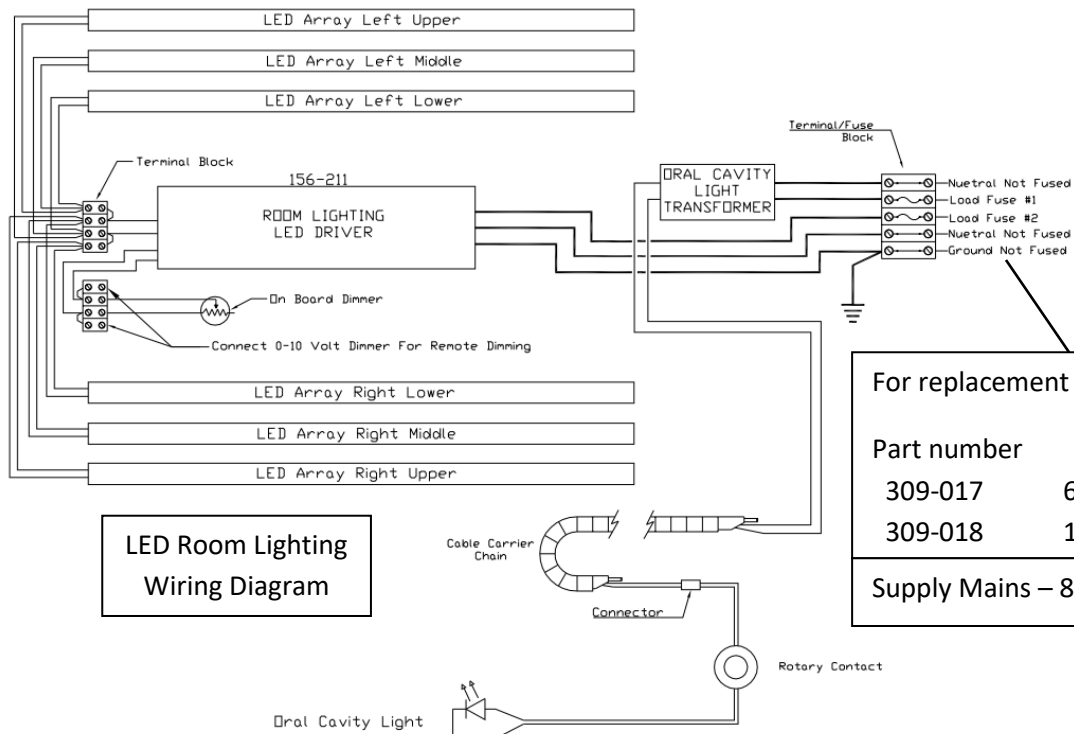 LED Array Left Upper
LED Array Left Middle
LED Array Left Lower
Terminal Block
156-211
ROOM LIGHTING
LED DRIVER
ORAL CAVITY
LIGHT
TRANSFORMER
Terminal/Fuse
Block
Nuetral Not Fused
Load Fuse #1
Load Fuse #2
Nuetral Not Fused
Ground Not Fused
On Board Dimmer
Connect 0-10 Volt Dimmer For Remote Dimming
LED Array Right Lower
LED Array Right Middle
LED Array Right Upper
For replacement
Part number
309-017 6
309-018 1
Supply Mains – 8
LED Room Lighting
Wiring Diagram
Cable Carrier
Chain
Connector
Rotary Contact
Oral Cavity Light